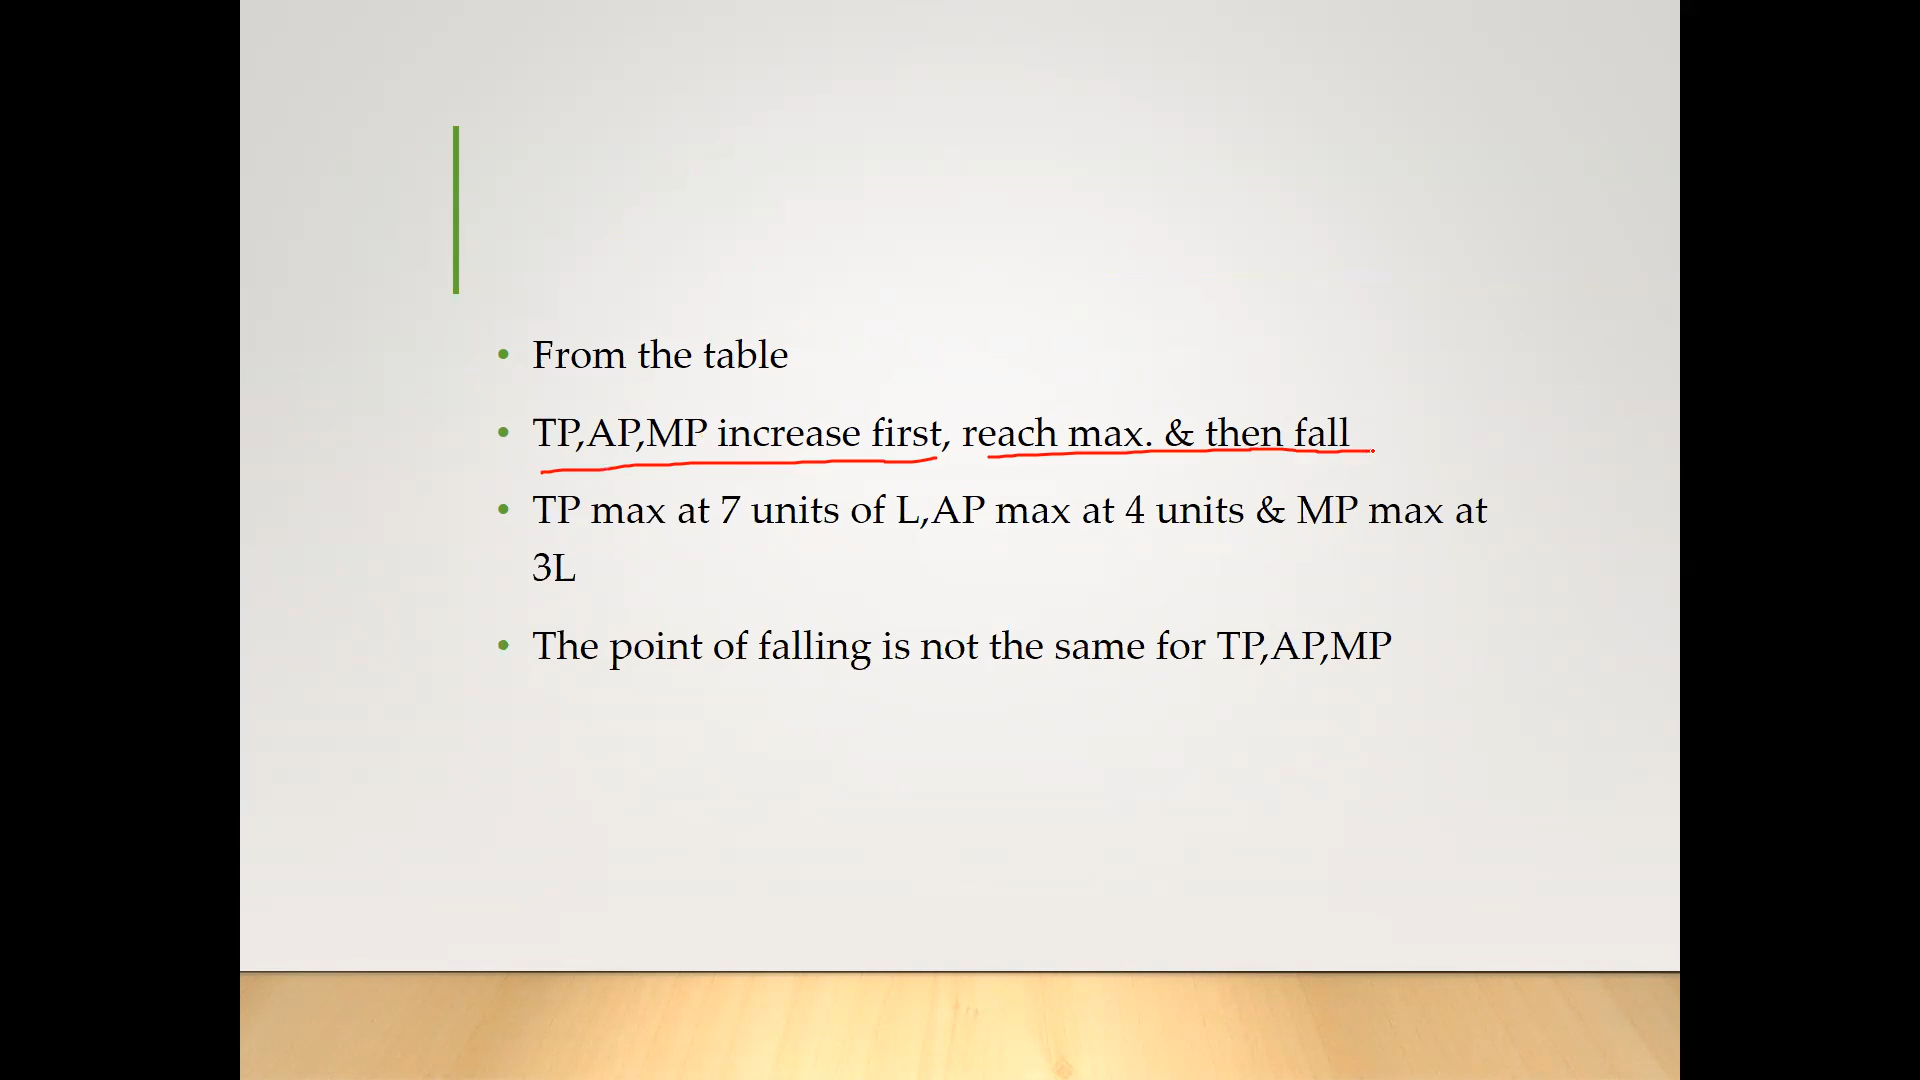 • From the table
• TP,AP,MP increase first, reach max. & then fall
• TP max at 7 units of L,AP max at 4 units & MP max at
3L
• The point of falling is not the same for TP,AP,MP